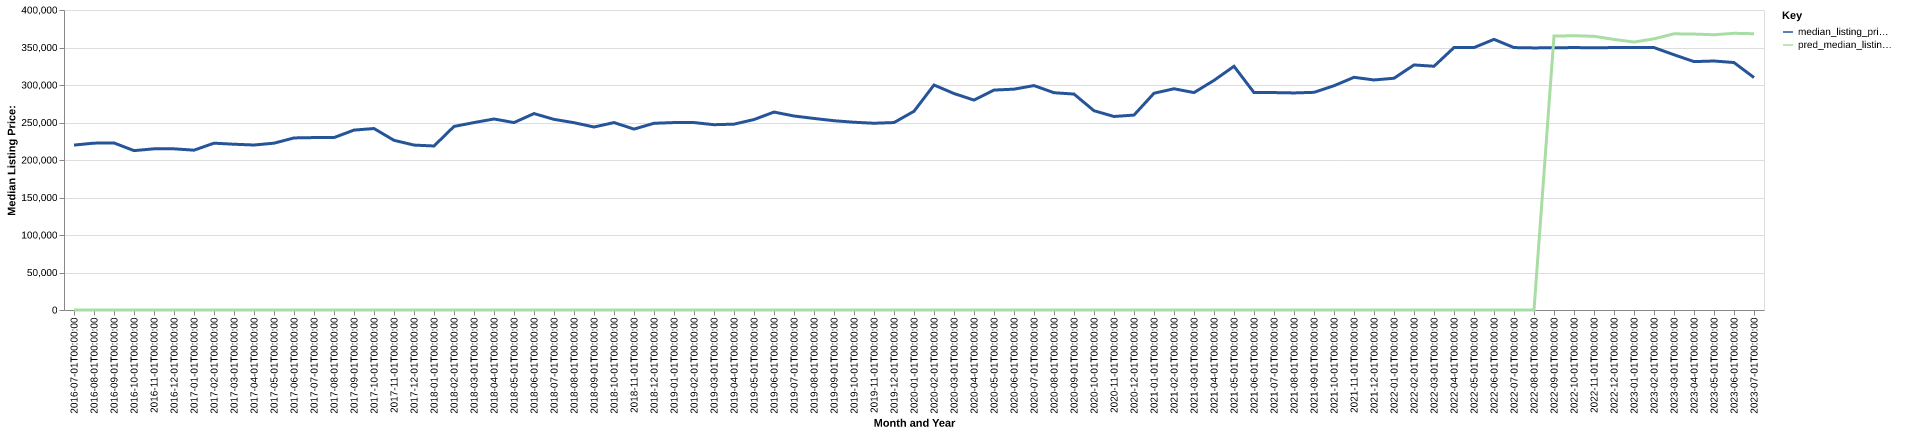 400,000
350,000
300,000
250,000
200,000
150,000
100,000
50,000
0
Median Listing Price:
2016-07-01T00:00:00
2016-08-01T00:00:00
2016-09-01T00:00:00
2016-10-01T00:00:00
2016-11-01T00:00:00
2016-12-01T00:00:00
2017-01-01T00:00:00
2017-02-01T00:00:00
2017-03-01T00:00:00
2017-04-01T00:00:00
2017-05-01T00:00:00
2017-06-01T00:00:00
2017-07-01T00:00:00
2017-08-01T00:00:00
2017-09-01T00:00:00
2017-10-01T00:00:00
2017-11-01T00:00:00
2017-12-01T00:00:00
2018-01-01T00:00:00
2018-02-01T00:00:00
2018-03-01T00:00:00
2018-04-01T00:00:00
2018-05-01T00:00:00
2018-06-01T00:00:00
2018-07-01T00:00:00
2018-08-01T00:00:00
2018-09-01T00:00:00
2018-10-01T00:00:00
2018-11-01T00:00:00
2018-12-01T00:00:00
2019-01-01T00:00:00
2019-02-01T00:00:00
2019-03-01T00:00:00
2019-04-01T00:00:00
2019-05-01T00:00:00
2019-06-01T00:00:00
2019-07-01T00:00:00
2019-08-01T00:00:00
2019-09-01T00:00:00
2019-10-01T00:00:00
2019-11-01T00:00:00
2019-12-01T00:00:00
2020-01-01T00:00:00
2020-02-01T00:00:00
2020-03-01T00:00:00
2020-04-01T00:00:00
2020-05-01T00:00:00
2020-06-01T00:00:00
2020-07-01T00:00:00
2020-08-01T00:00:00
2020-09-01T00:00:00
2020-10-01T00:00:00
2020-11-01T00:00:00
2020-12-01T00:00:00
2021-01-01T00:00:00
2021-02-01T00:00:00
2021-03-01T00:00:00
2021-04-01T00:00:00
2021-05-01T00:00:00
2021-06-01T00:00:00
2021-07-01T00:00:00
2021-08-01T00:00:00
2021-09-01T00:00:00
2021-10-01T00:00:00
2021-11-01T00:00:00
2021-12-01T00:00:00
2022-01-01T00:00:00
2022-02-01T00:00:00
2022-03-01T00:00:00
2022-04-01T00:00:00
2022-05-01T00:00:00
2022-06-01T00:00:00
2022-07-01T00:00:00
2022-08-01T00:00:00
2022-09-01T00:00:00
2022-10-01T00:00:00
2022-11-01T00:00:00
2022-12-01T00:00:00
2023-01-01T00:00:00
2023-02-01T00:00:00
2023-03-01T00:00:00
2023-04-01T00:00:00
2023-05-01T00:00:00
2023-06-01T00:00:00
2023-07-01T00:00:00
Month and Year
Key
median_listing_pri…
pred_median_listin…